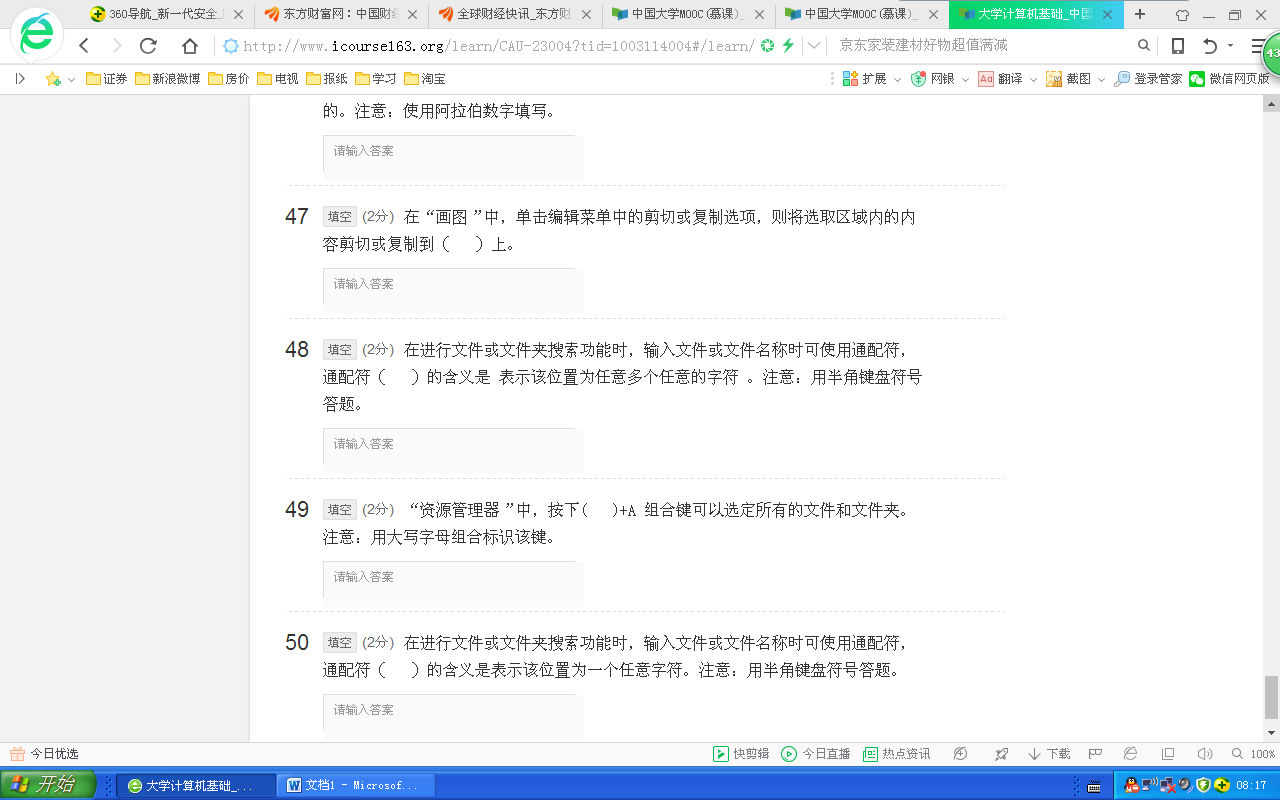 360导航_新一代安全_
东方财富网：中国财经
全球财经快讯_东方财
中国大学MOOC(慕课)_
中国大学MOOC(慕课)_
大学计算机基础_中国
http://www.icourse163.org/learn/CAU-23004?tid=1003114004#/learn/
京东家装建材好物超值满减
43
证券 新浪微博 房价 电视 报纸 学习 淘宝
扩展 网银 翻译 截图 登录管家 微信网页版
的。注意：使用阿拉伯数字填写。
请输入答案
47 填空 (2分) 在“画图 ”中，单击编辑菜单中的剪切或复制选项，则将选取区域内的内
容剪切或复制到（ ）上。
请输入答案
48 填空 (2分) 在进行文件或文件夹搜索功能时，输入文件或文件名称时可使用通配符，
通配符（ ）的含义是 表示该位置为任意多个任意的字符 。注意：用半角键盘符号
答题。
请输入答案
49 填空 (2分) “资源管理器 ”中，按下( )+A 组合键可以选定所有的文件和文件夹。
注意：用大写字母组合标识该键。
请输入答案
50 填空 (2分) 在进行文件或文件夹搜索功能时，输入文件或文件名称时可使用通配符，
通配符（ ）的含义是表示该位置为一个任意字符。注意：用半角键盘符号答题。
请输入答案
今日优选 快剪辑 今日直播 热点资讯 下载 100%
开始 大学计算机基础_... 文档1 - Microsof... 08:17